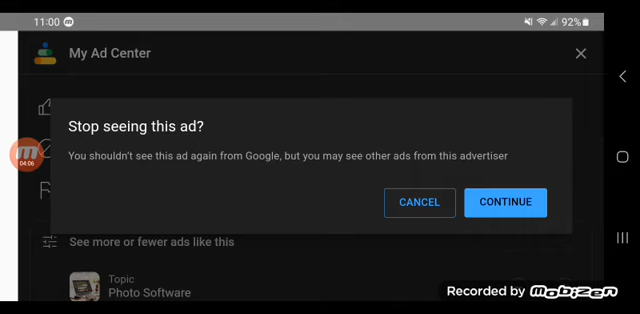 11:00
92%
My Ad Center
Stop seeing this ad?
You shouldn't see this ad again from Google, but you may see other ads from this advertiser
04:06
CANCEL
CONTINUE
See more or fewer ads like this
Topic
Photo Software
Recorded by mobizen